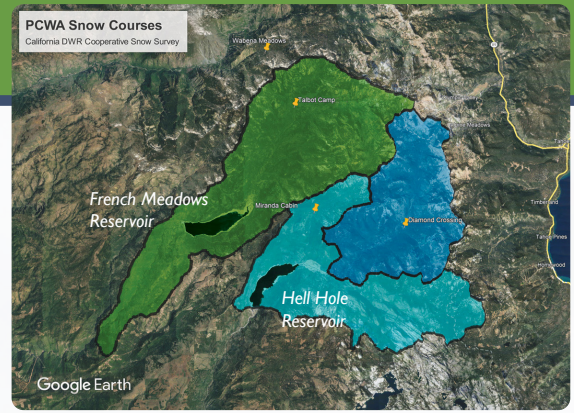 PCWA Snow Courses
California DWR Cooperative Snow Survey
Wabena Meadows
Talbot Camp
Meadows
French Meadows
Reservoir
Miranda Cabin
Diamond Crossing
Timberland
Tahoe Pines
Homewood
Hell Hole
Reservoir
Google Earth